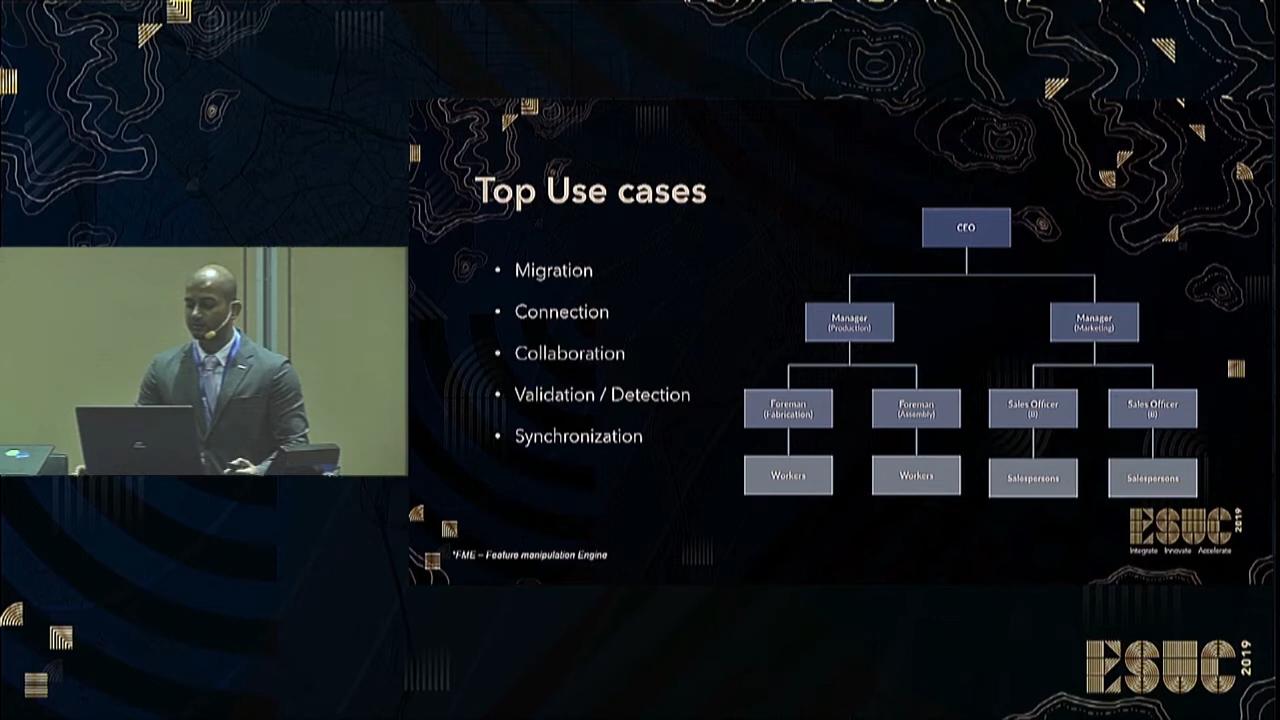 Top Use cases
• Migration
• Connection
• Collaboration
• Validation / Detection
• Synchronization
CEO
Manager
(Production)
Manager
(Marketing)
Foreman
(Fabrication)
Foreman
(Assembly)
Sales Officer
(B)
Sales Officer
(B)
Workers
Workers
Salespersons
Salespersons
*FME – Feature manipulation Engine
ESUC 2019
Integrate Innovate Accelerate
ESUC 2019